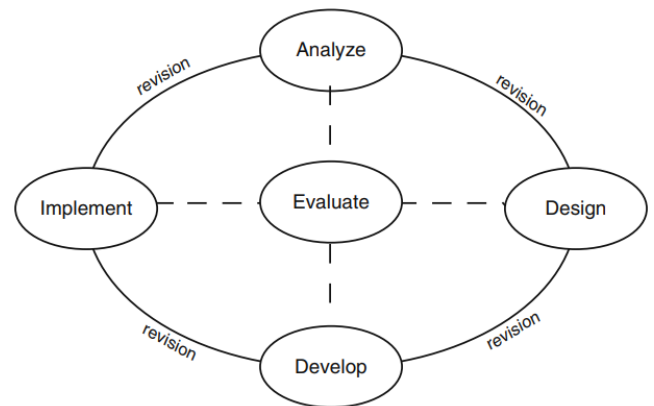 Analyze
revision
revision
Implement
Evaluate
Design
revision
revision
Develop